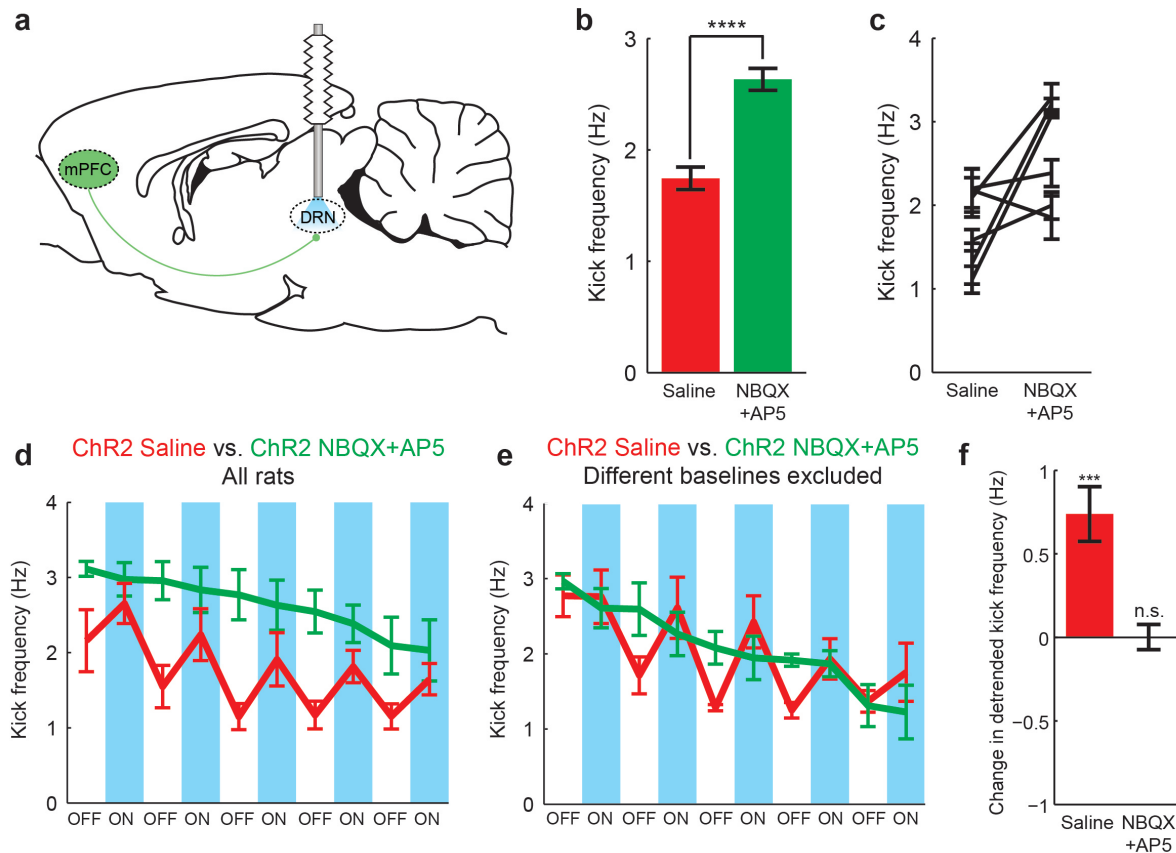 a
mPFC
DRN
b
****
Kick frequency (Hz)
3
2
1
0
Saline
NBQX
+AP5
c
Kick frequency (Hz)
4
3
2
1
0
Saline
NBQX
+AP5
d
ChR2 Saline vs. ChR2 NBQX+AP5
All rats
Kick frequency (Hz)
4
3
2
1
0
OFF ON OFF ON OFF ON OFF ON OFF ON
e
ChR2 Saline vs. ChR2 NBQX+AP5
Different baselines excluded
Kick frequency (Hz)
4
3
2
1
0
OFF ON OFF ON OFF ON OFF ON OFF ON
f
Change in detrended kick frequency (Hz)
1
0.5
0
−0.5
−1
***
n.s.
Saline
NBQX
+AP5